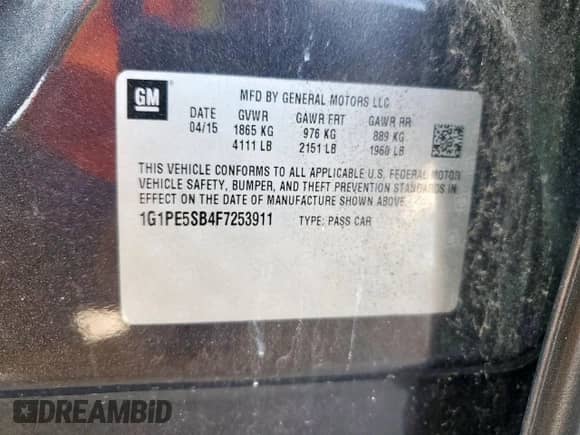 GM
MFD BY GENERAL MOTORS LLC
DATE GVWR GAWR FRT GAWR RR
04/15 1865 KG 976 KG 889 KG
4111 LB 2151 LB 1960 LB
THIS VEHICLE CONFORMS TO ALL APPLICABLE U.S. FEDERAL MOTOR
VEHICLE SAFETY, BUMPER, AND THEFT PREVENTION STANDARDS IN
EFFECT ON THE DATE OF MANUFACTURE SHOWN ABOVE.
1G1PE5SB4F7253911 TYPE: PASS CAR
DREAMBID